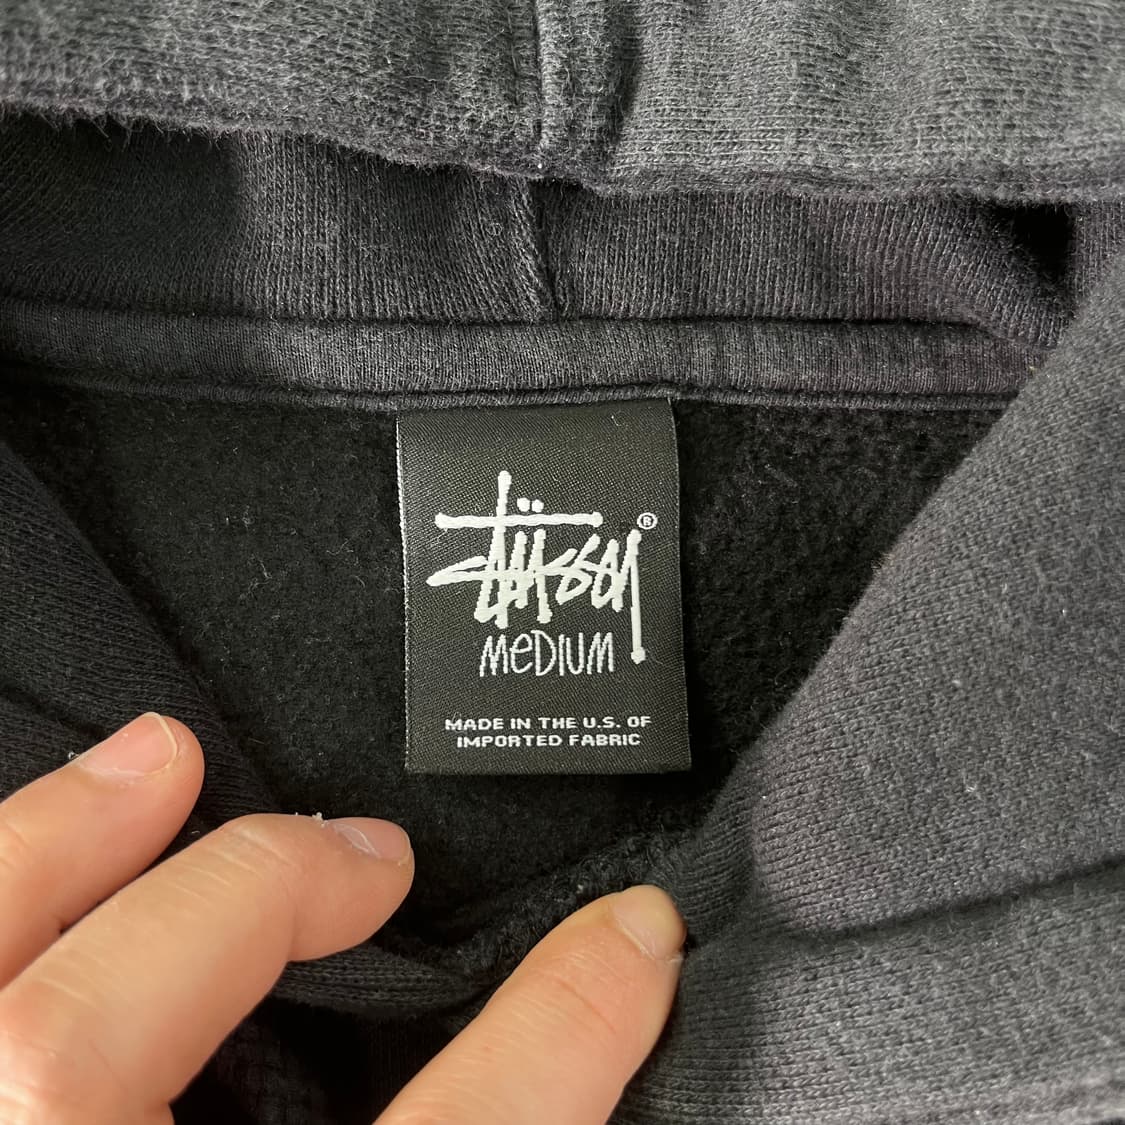 Stüssy ®
MeDIUM
MADE IN THE U.S. OF
IMPORTED FABRIC